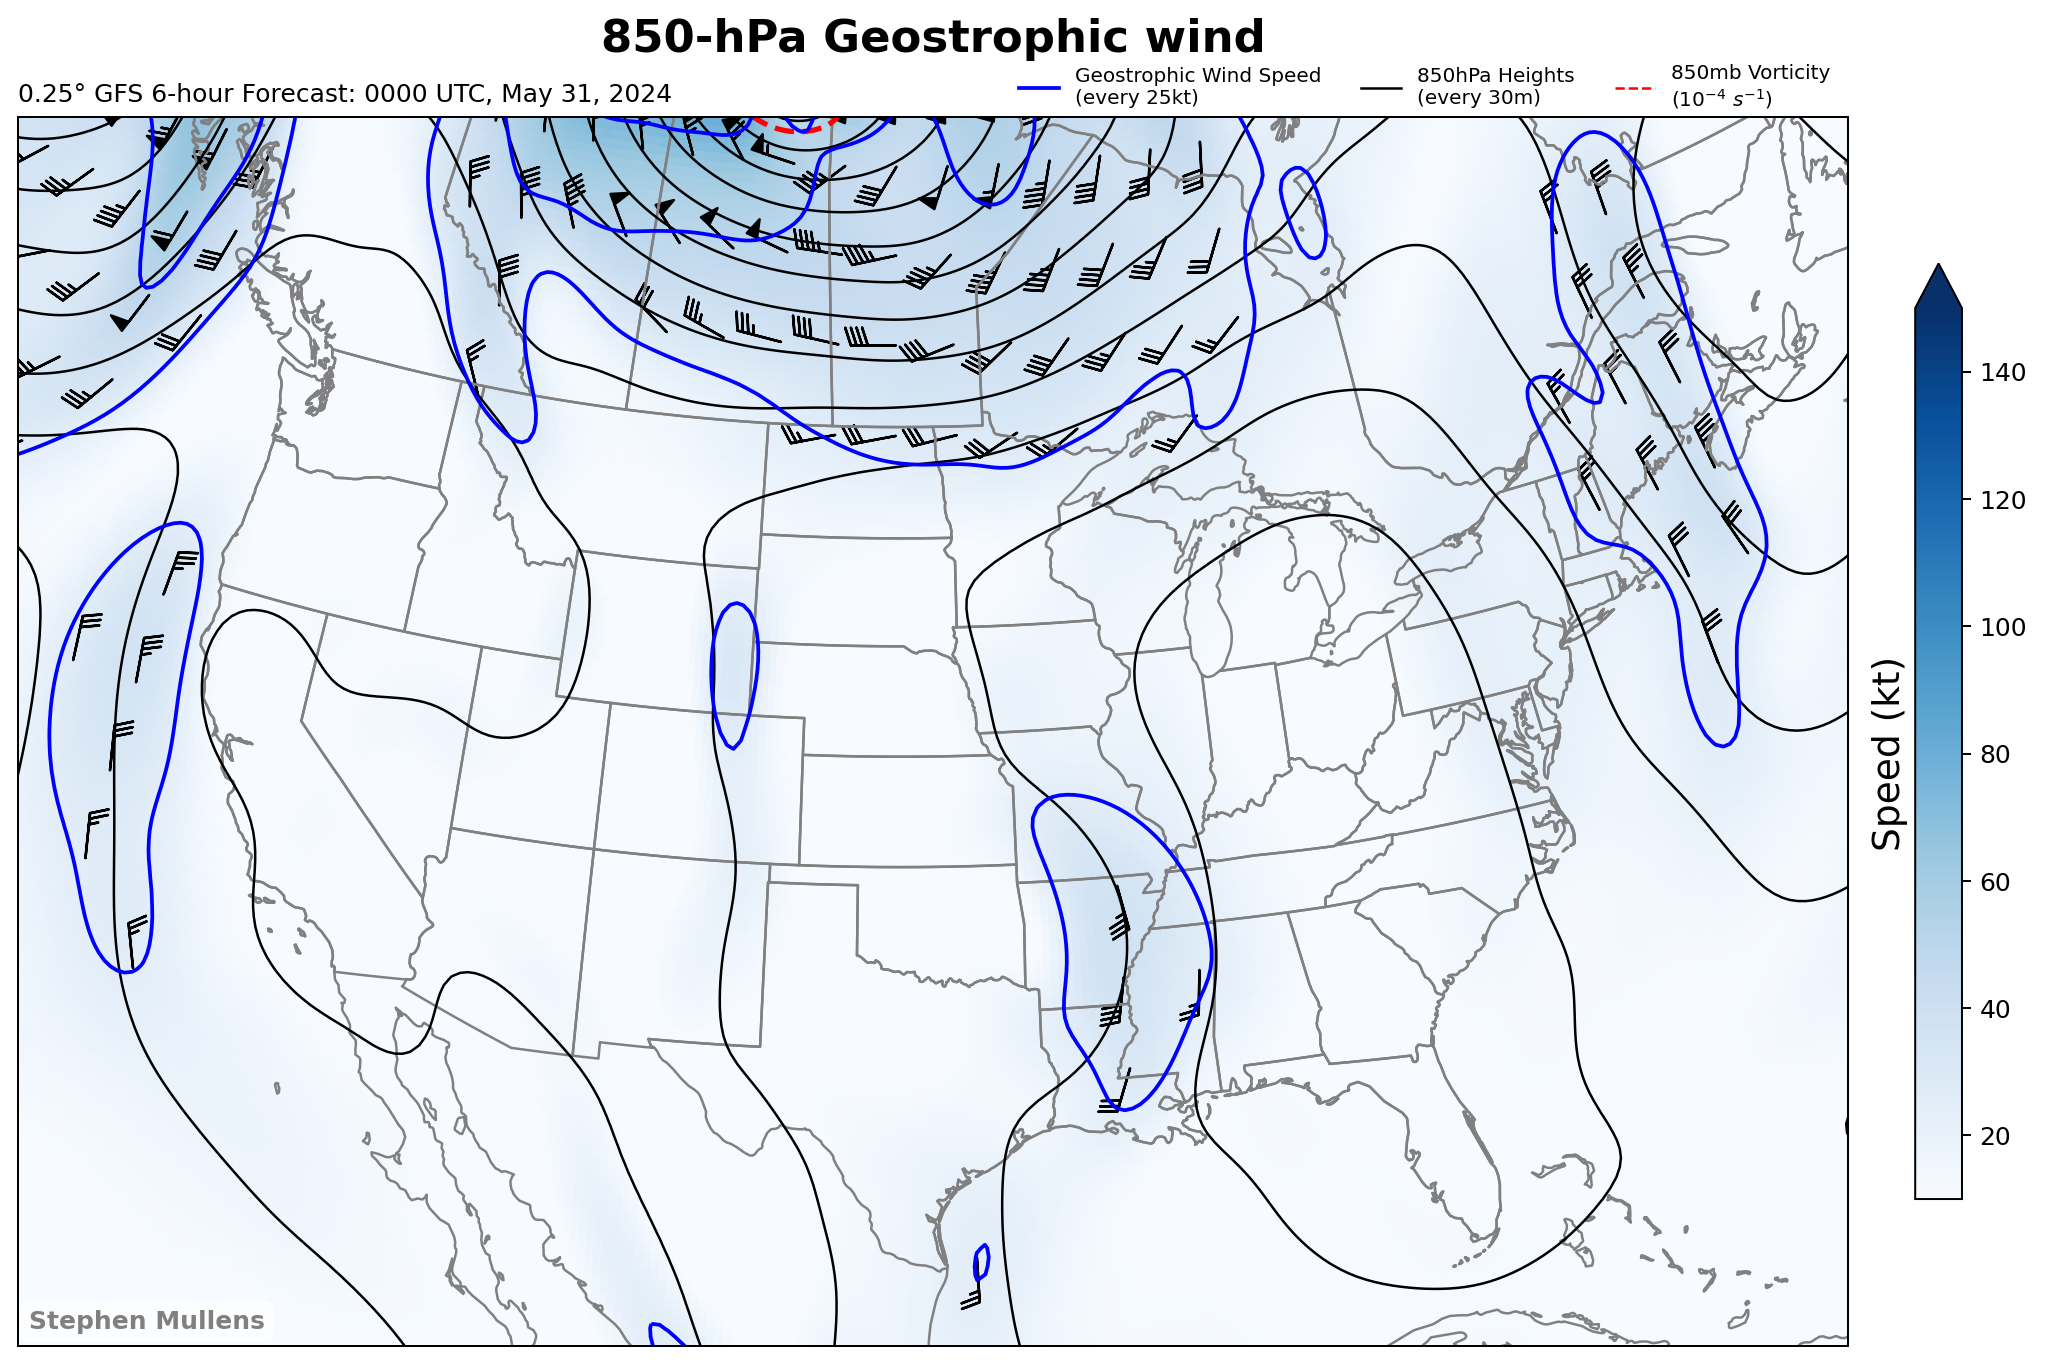 850-hPa Geostrophic wind
0.25° GFS 6-hour Forecast: 0000 UTC, May 31, 2024
Geostrophic Wind Speed
(every 25kt)
850hPa Heights
(every 30m)
850mb Vorticity
(10⁻⁴ s⁻¹)
140
120
100
80
60
40
20
Speed (kt)
Stephen Mullens